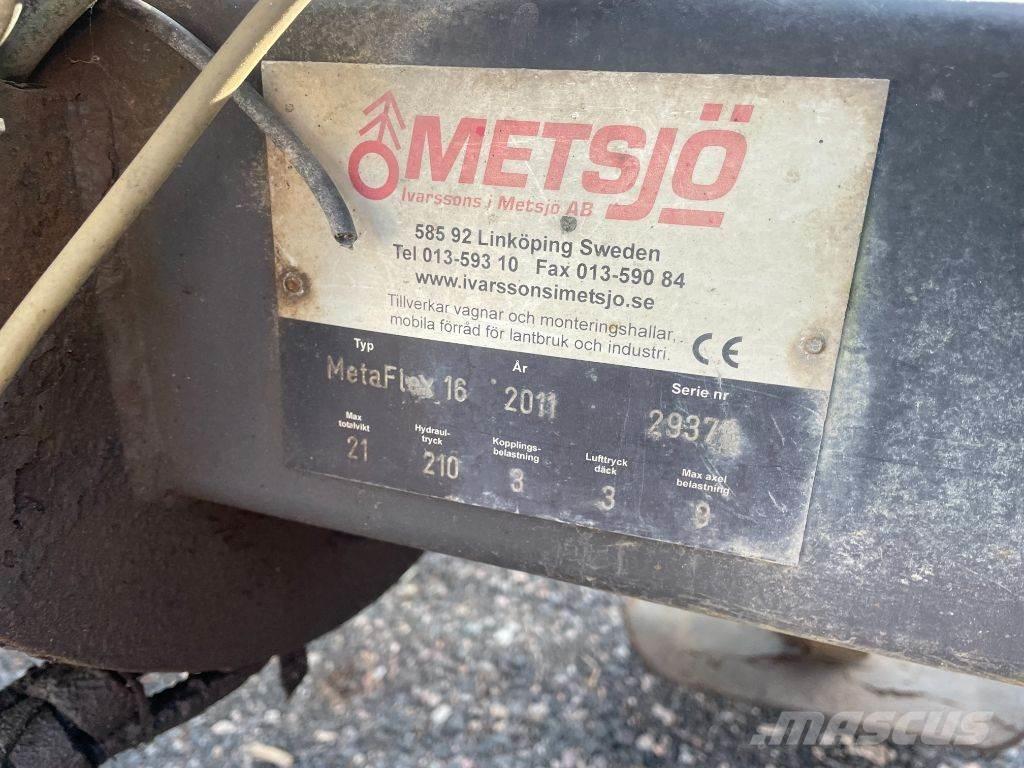 METSJÖ
Ivarssons i Metsjö AB
585 92 Linköping Sweden
Tel 013-593 10 Fax 013-590 84
www.ivarssonsimetsjo.se
Tillverkar vagnar och monteringshallar,
mobila förråd för lantbruk och industri.
CE
Typ År Serie nr
MetaFlex 16 2011
Max totalvikt Hydraul-tryck Kopplings-belastning Lufttryck däck Max axel belastning
21 210 3 3 9
MASCUS